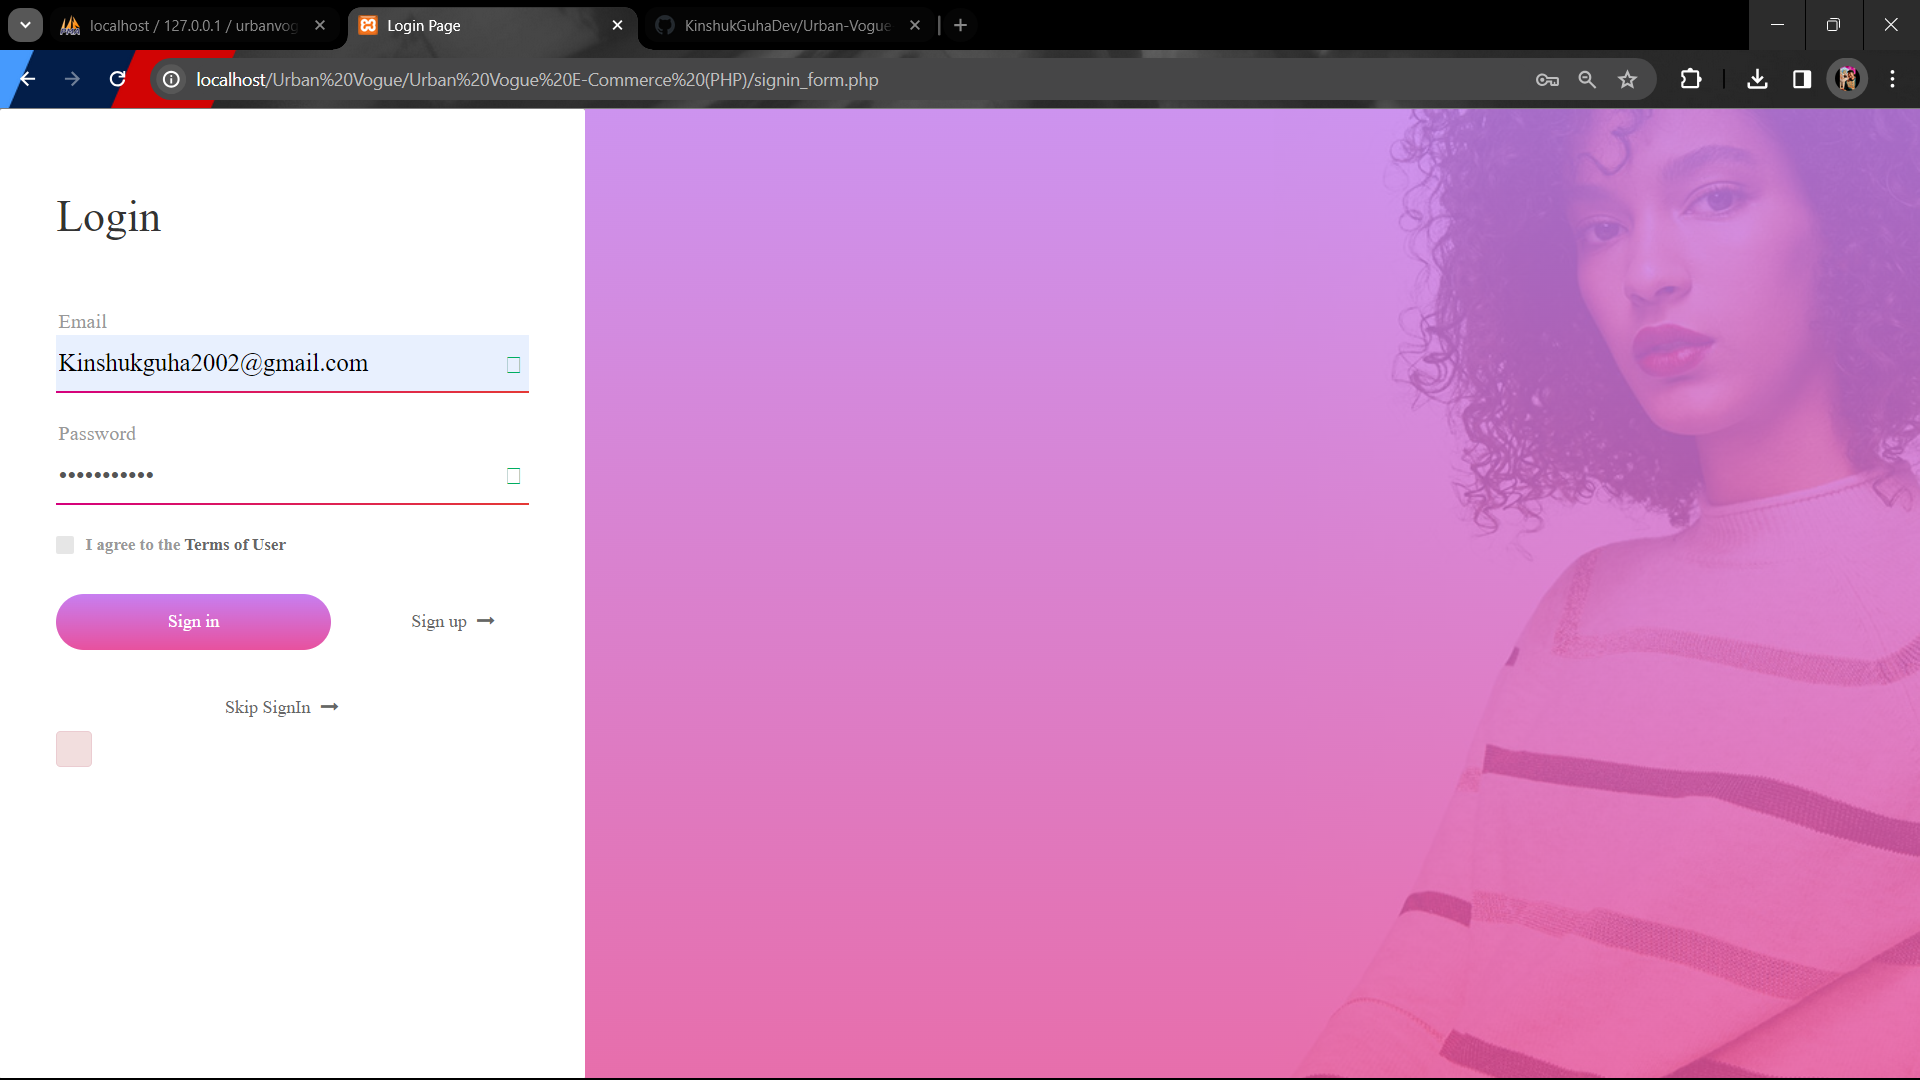 localhost / 127.0.0.1 / urbanvog
Login Page
KinshukGuhaDev/Urban-Vogue
localhost/Urban%20Vogue/Urban%20Vogue%20E-Commerce%20(PHP)/signin_form.php
Login
Email
Kinshukguha2002@gmail.com
Password
•••••••••••
I agree to the Terms of User
Sign in
Sign up
Skip SignIn